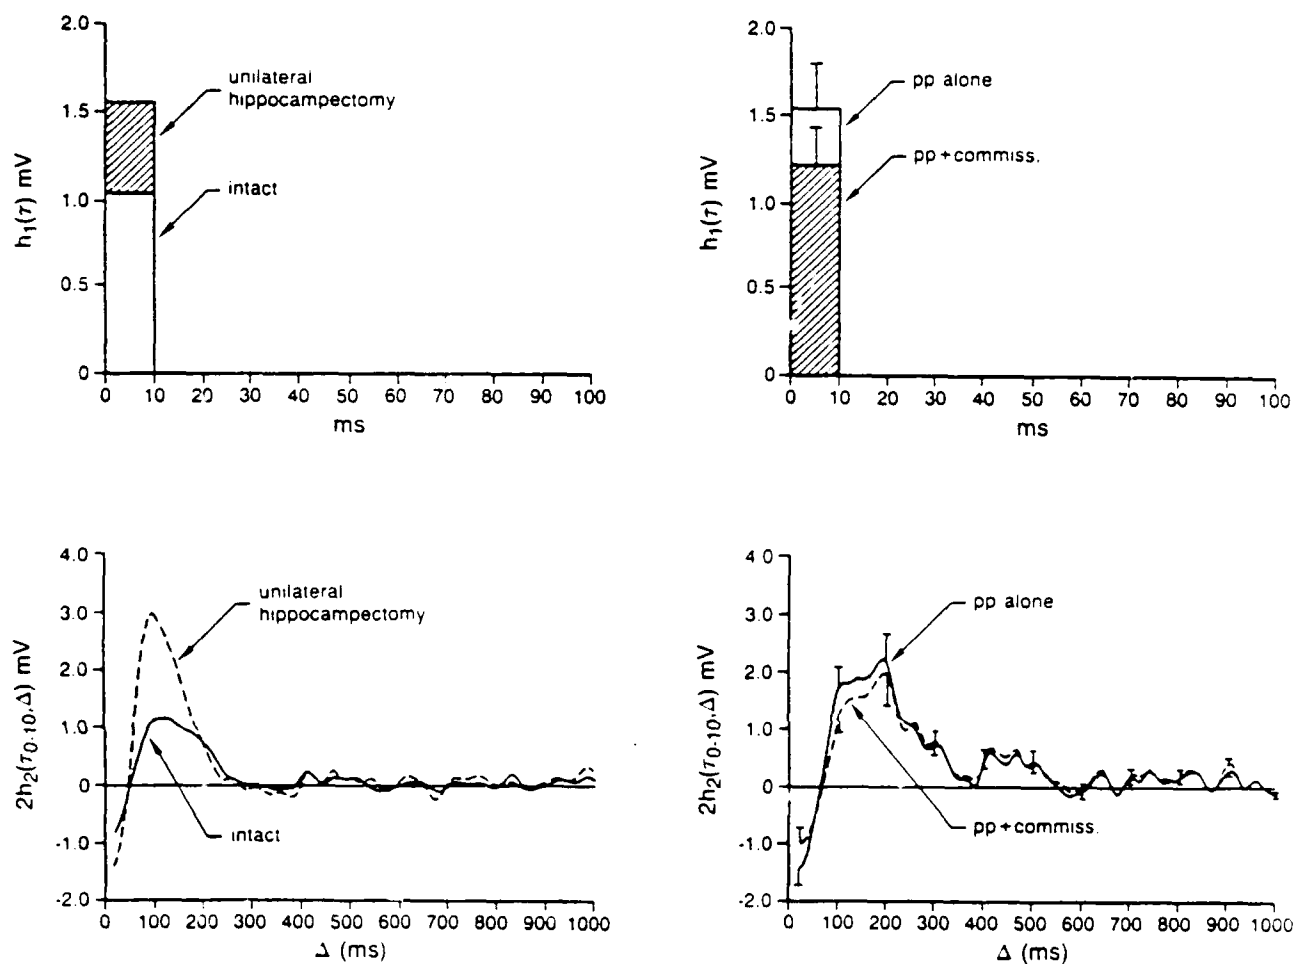 2.0
1.5
1.0
0.5
0
h₁(τ) mV
unilateral
hippocampectomy
intact
0 10 20 30 40 50 60 70 80 90 100
ms
2.0
1.5
1.0
0.5
0
h₁(τ) mV
pp alone
pp+commiss.
0 10 20 30 40 50 60 70 80 90 100
ms
4.0
3.0
2.0
1.0
0
-1.0
-2.0
2h₂(τ₀.₁₀,Δ) mV
unilateral
hippocampectomy
intact
0 100 200 300 400 500 600 700 800 900 1000
Δ (ms)
4.0
3.0
2.0
1.0
0
-1.0
-2.0
2h₂(τ₀.₁₀,Δ) mV
pp alone
pp+commiss.
0 100 200 300 400 500 600 700 800 900 1000
Δ (ms)